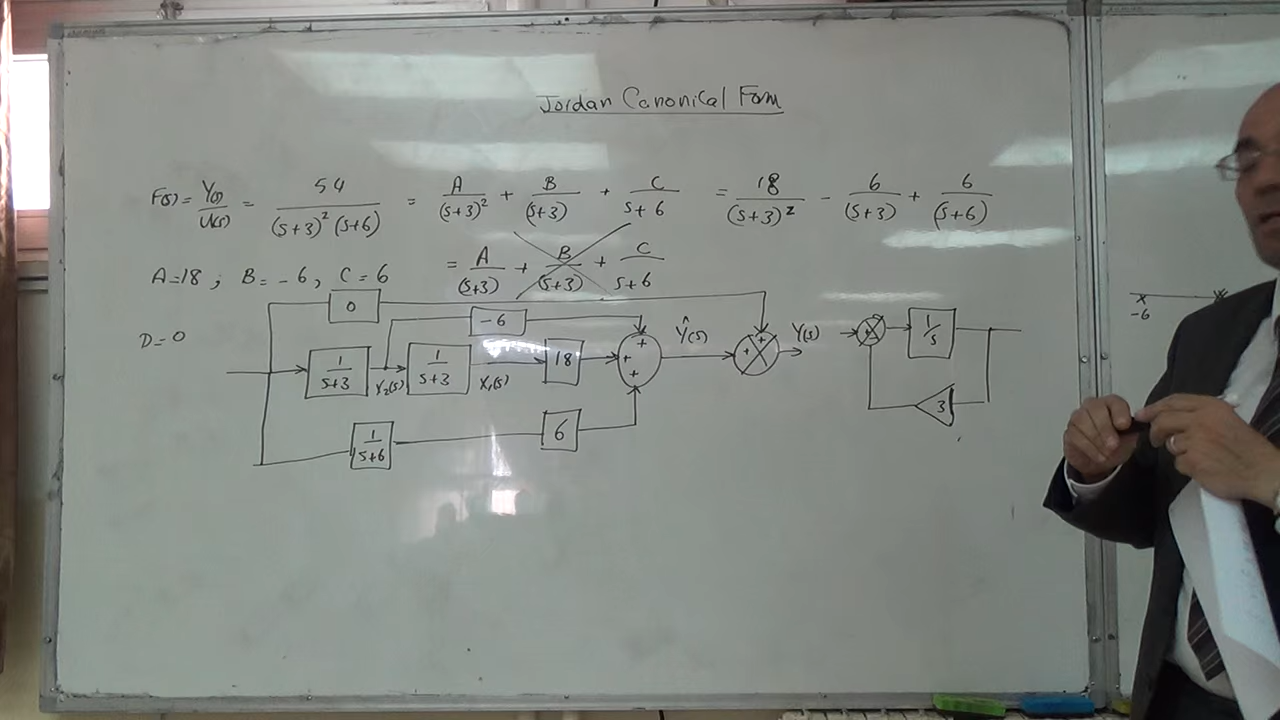 Jordan Canonical Form
F(s) = Y(s)/U(s) = 54/((s+3)²(s+6)) = A/(s+3)² + B/(s+3) + C/(s+6) = 18/(s+3)² - 6/(s+3) + 6/(s+6)
= A/(s+3) + B/(s+3) + C/(s+6)
A=18 ; B=-6, C=6
D=0
0
-6
1/(s+3) X₂(s) 1/(s+3) X₁(s) 18 + + + Ŷ(s) + + Y(s)
1/(s+6) 6
1/s
3
-6